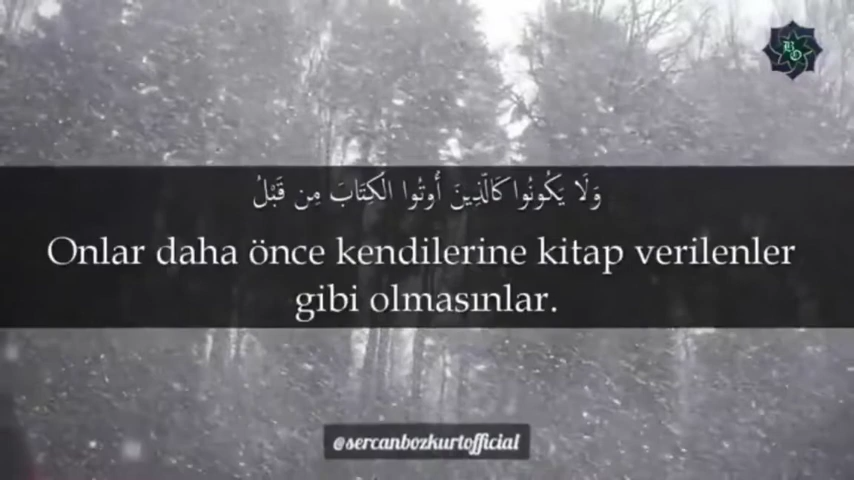 وَلَا يَكُونُوا كَالَّذِينَ أُوتُوا الْكِتَابَ مِن قَبْلُ
Onlar daha önce kendilerine kitap verilenler
gibi olmasınlar.
@sercanbozkurtofficial